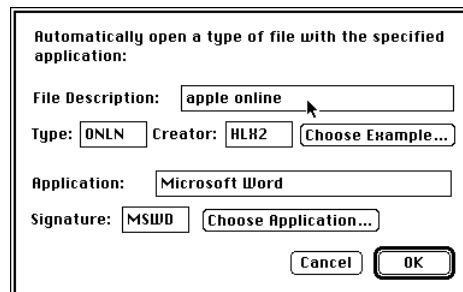 Automatically open a type of file with the specified
application:
File Description: apple online
Type: ONLN Creator: HLX2 Choose Example...
Application: Microsoft Word
Signature: MSWD Choose Application...
Cancel OK